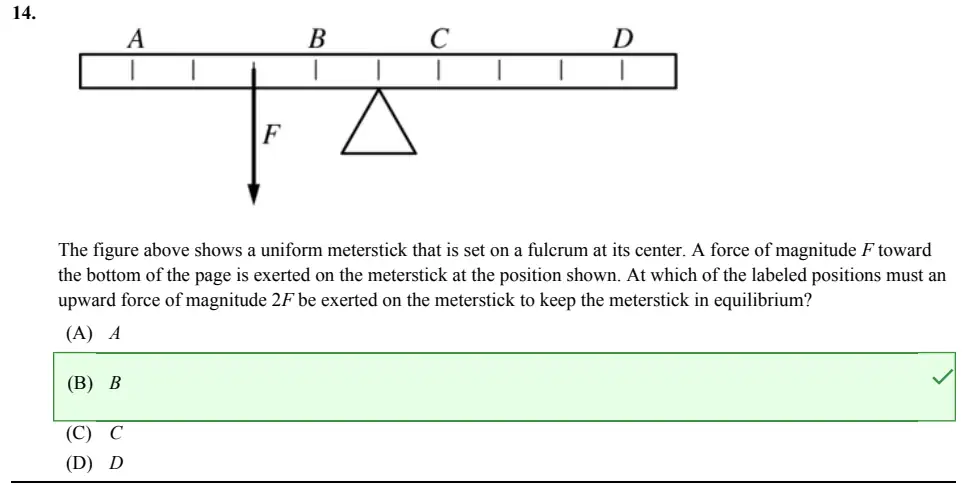 14.
A B C D
F
The figure above shows a uniform meterstick that is set on a fulcrum at its center. A force of magnitude F toward
the bottom of the page is exerted on the meterstick at the position shown. At which of the labeled positions must an
upward force of magnitude 2F be exerted on the meterstick to keep the meterstick in equilibrium?
(A) A
(B) B
(C) C
(D) D